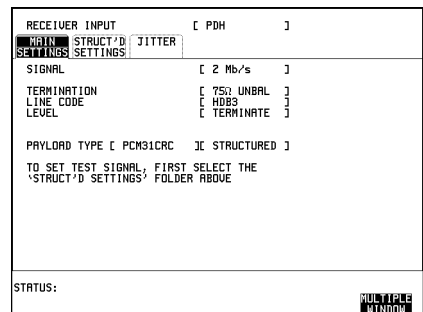 RECEIVER INPUT [ PDH ]
MAIN SETTINGS STRUCT'D SETTINGS JITTER
SIGNAL [ 2 Mb/s ]
TERMINATION [ 75Ω UNBAL ]
LINE CODE [ HDB3 ]
LEVEL [ TERMINATE ]
PAYLOAD TYPE [ PCM31CRC ][ STRUCTURED ]
TO SET TEST SIGNAL, FIRST SELECT THE
'STRUCT'D SETTINGS' FOLDER ABOVE
STATUS:
MULTIPLE
WINDOW